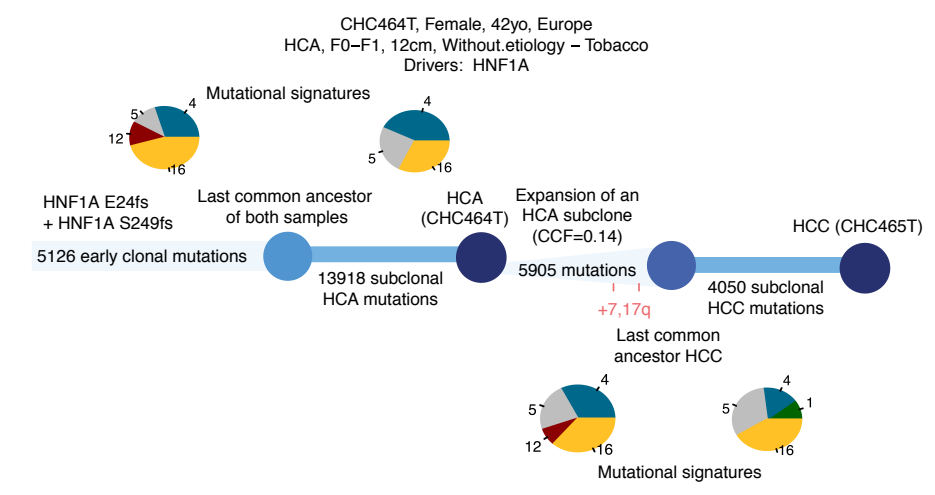 CHC464T, Female, 42yo, Europe
HCA, F0−F1, 12cm, Without.etiology − Tobacco
Drivers: HNF1A
Mutational signatures
4
5
12
16
4
5
16
HNF1A E24fs
+ HNF1A S249fs
5126 early clonal mutations
Last common ancestor
of both samples
13918 subclonal
HCA mutations
HCA
(CHC464T)
Expansion of an
HCA subclone
(CCF=0.14)
5905 mutations
+7,17q
Last common
ancestor HCC
4050 subclonal
HCC mutations
HCC (CHC465T)
4
5
12
16
4
1
5
16
Mutational signatures